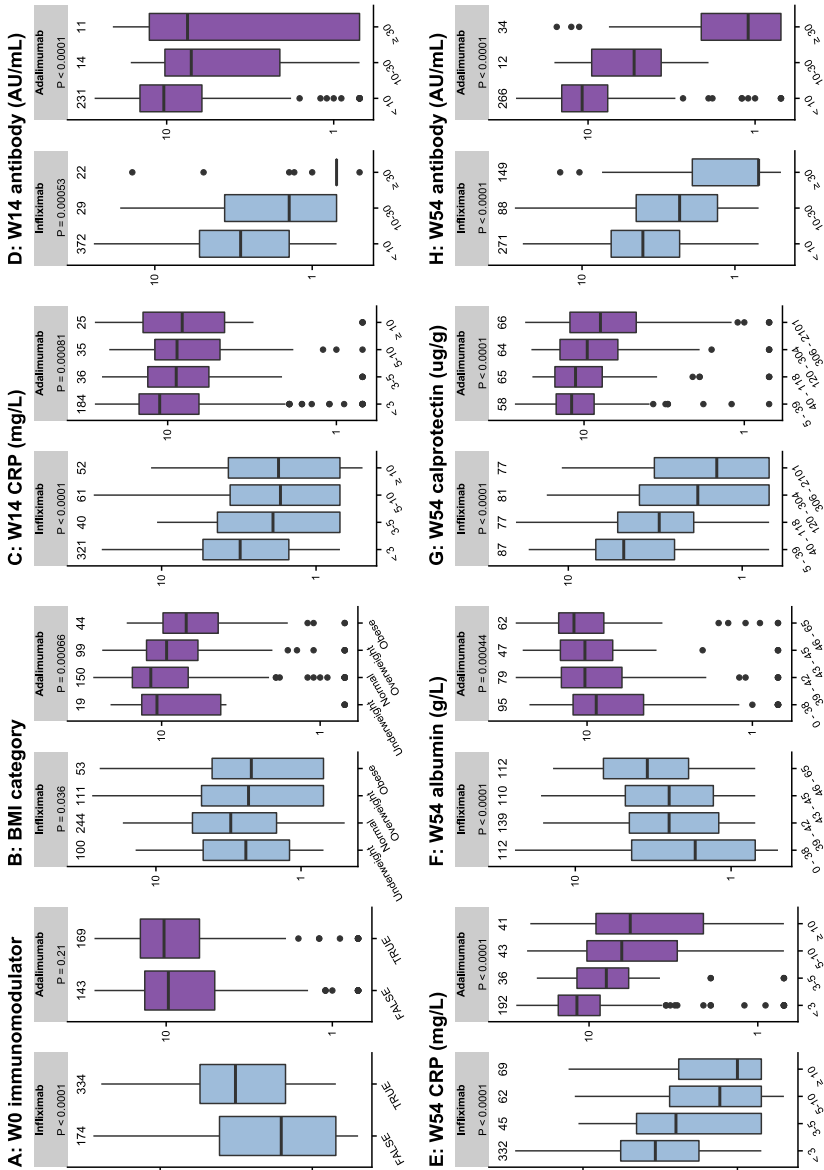 A: W0 immunomodulator
Infliximab
P < 0.0001
174 334
FALSE TRUE
Adalimumab
P = 0.21
143 169
10
1
FALSE TRUE
B: BMI category
Infliximab
P = 0.036
100 244 111 53
10
1
Underweight Normal Overweight Obese
Adalimumab
P = 0.00066
19 150 99 44
10
1
Underweight Normal Overweight Obese
C: W14 CRP (mg/L)
Infliximab
P < 0.0001
321 40 61 52
10
1
< 3 3-5 5-10 ≥ 10
Adalimumab
P = 0.00081
184 36 35 25
10
1
< 3 3-5 5-10 ≥ 10
D: W14 antibody (AU/mL)
Infliximab
P = 0.00053
372 29 22
10
1
< 10 10-30 ≥ 30
Adalimumab
P < 0.0001
231 14 11
10
1
< 10 10-30 ≥ 30
E: W54 CRP (mg/L)
Infliximab
P < 0.0001
332 45 62 69
< 3 3-5 5-10 ≥ 10
Adalimumab
P < 0.0001
192 36 43 41
10
1
< 3 3-5 5-10 ≥ 10
F: W54 albumin (g/L)
Infliximab
P < 0.0001
112 139 110 112
10
1
0 - 38 39 - 42 43 - 45 46 - 65
Adalimumab
P = 0.00044
95 79 47 62
10
1
0 - 38 39 - 42 43 - 45 46 - 65
G: W54 calprotectin (ug/g)
Infliximab
P < 0.0001
87 77 81 77
10
1
5 - 39 40 - 118 120 - 304 306 - 2101
Adalimumab
P < 0.0001
58 65 64 66
10
1
5 - 39 40 - 118 120 - 304 306 - 2101
H: W54 antibody (AU/mL)
Infliximab
P < 0.0001
271 88 149
10
1
< 10 10-30 ≥ 30
Adalimumab
P < 0.0001
266 12 34
10
1
< 10 10-30 ≥ 30